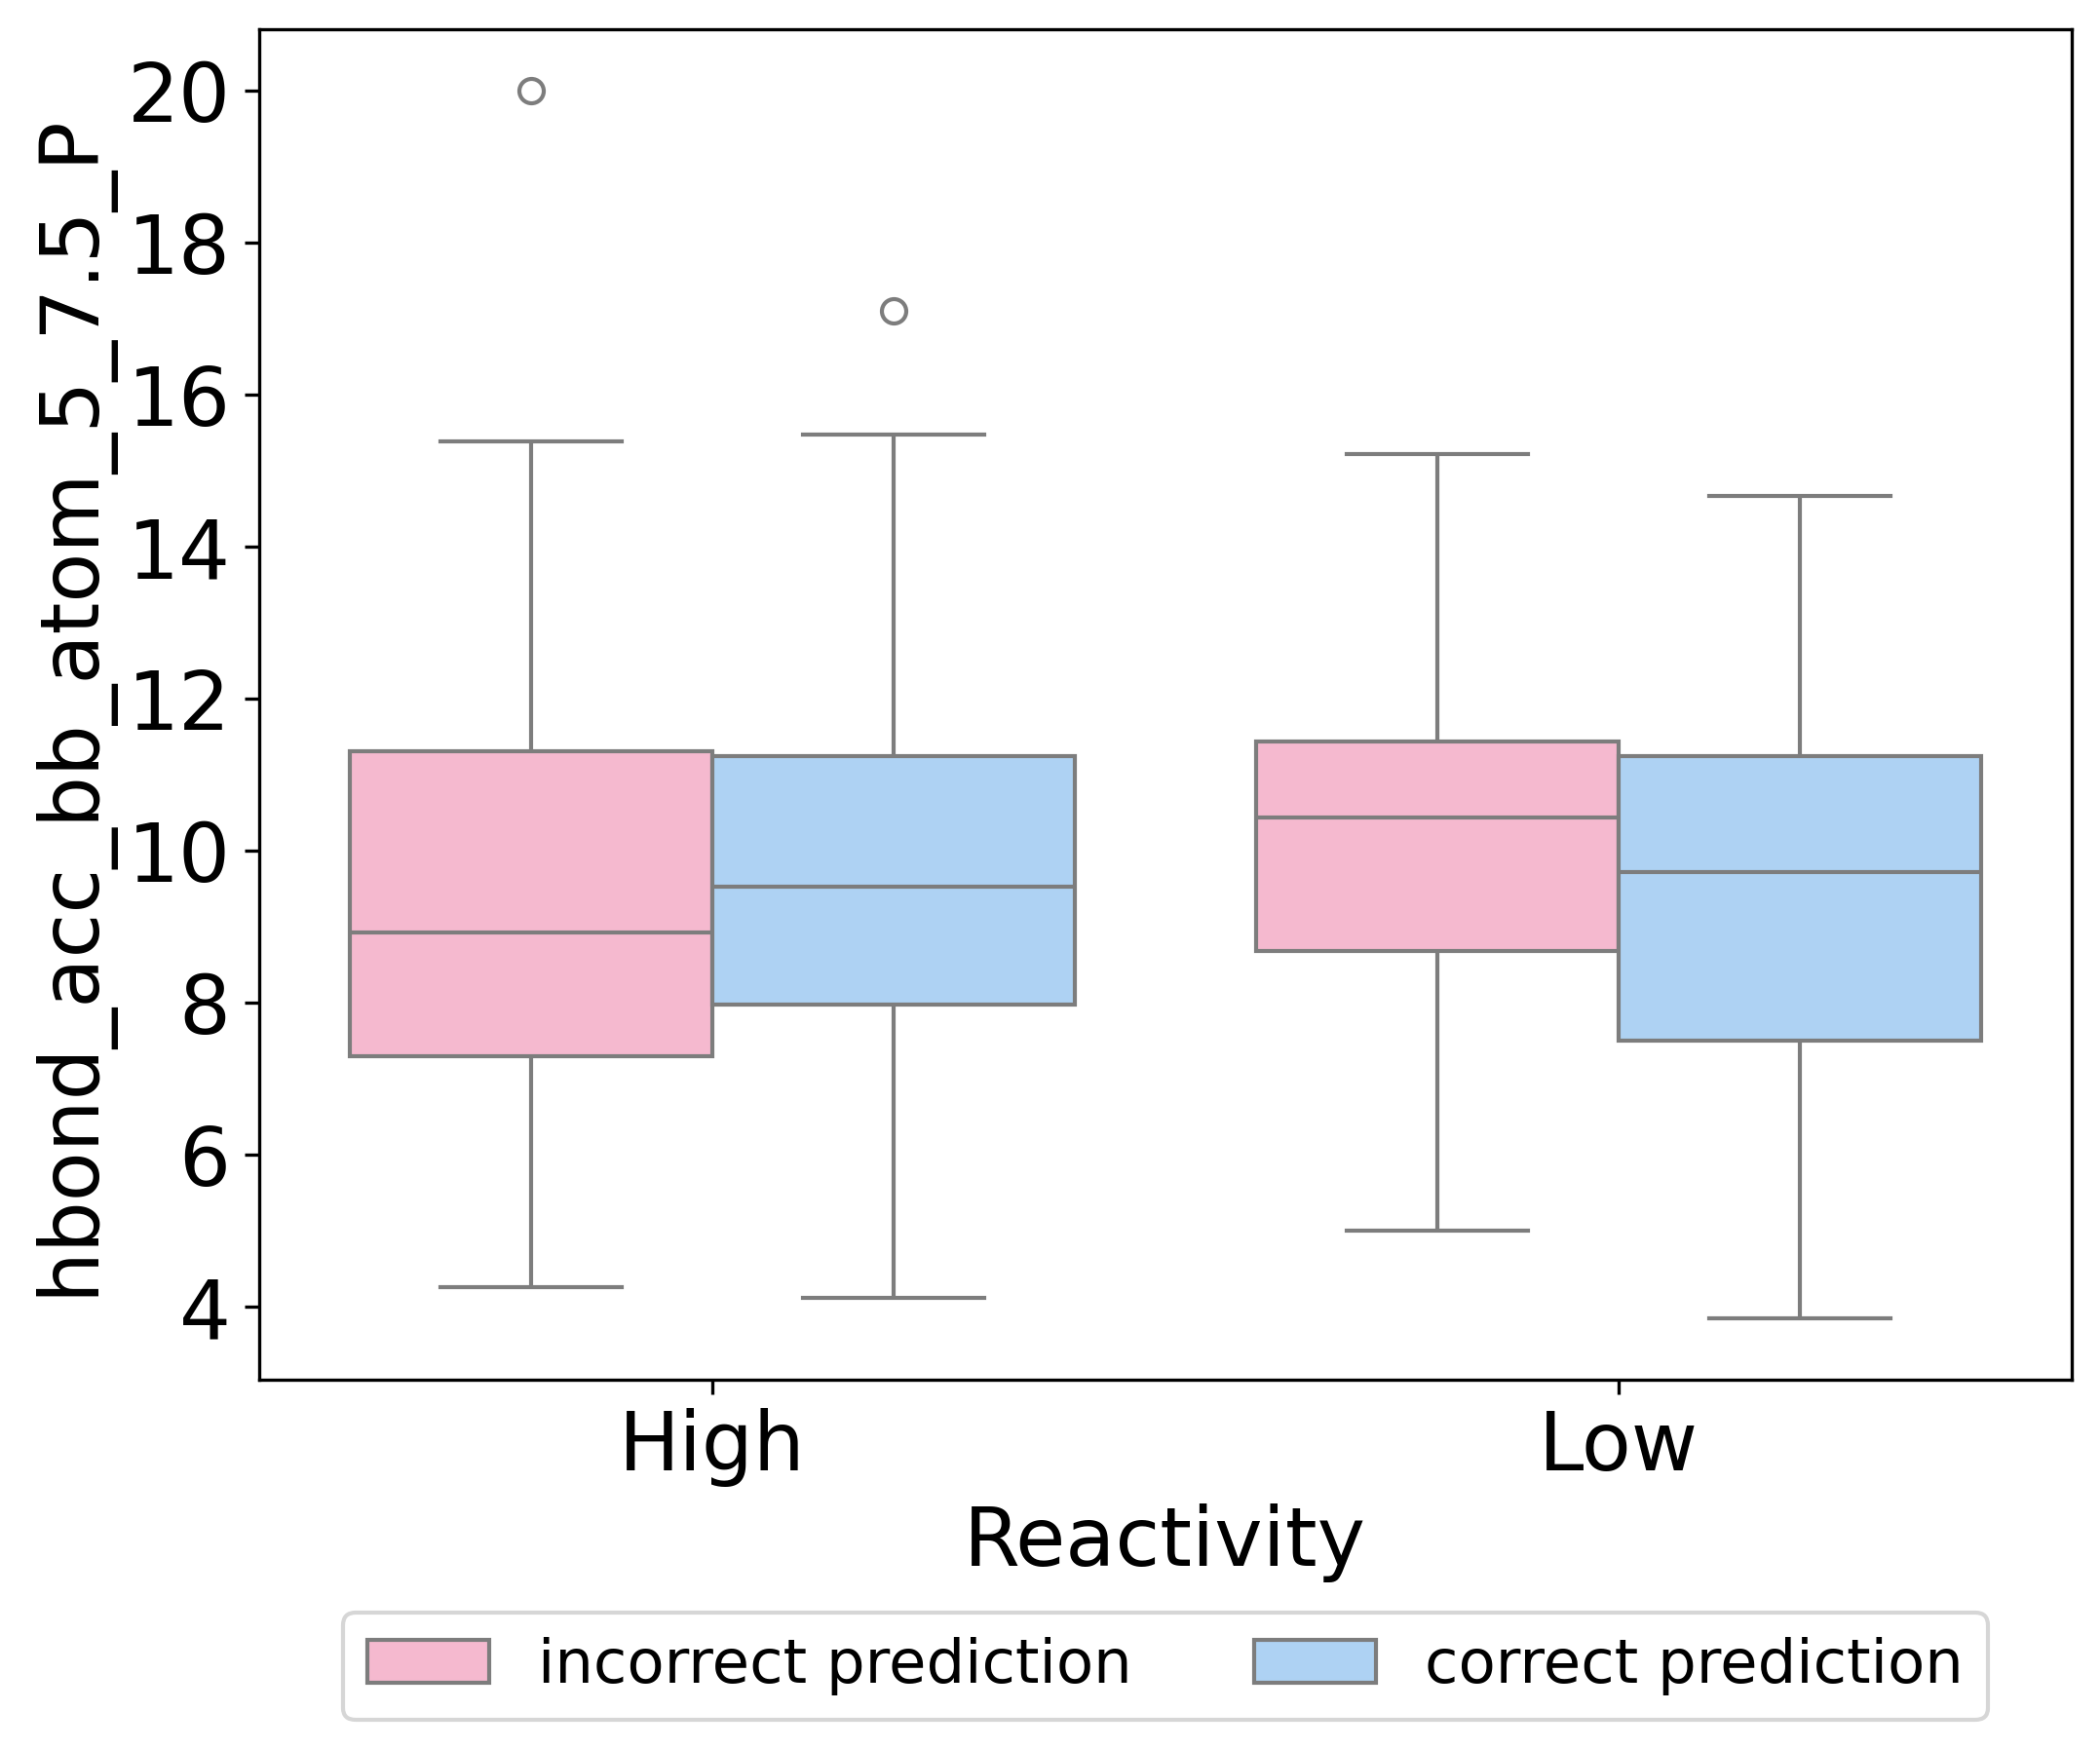 hbond_acc_bb_atom_5_7.5_P
20
18
16
14
12
10
8
6
4
High Low
Reactivity
incorrect prediction correct prediction